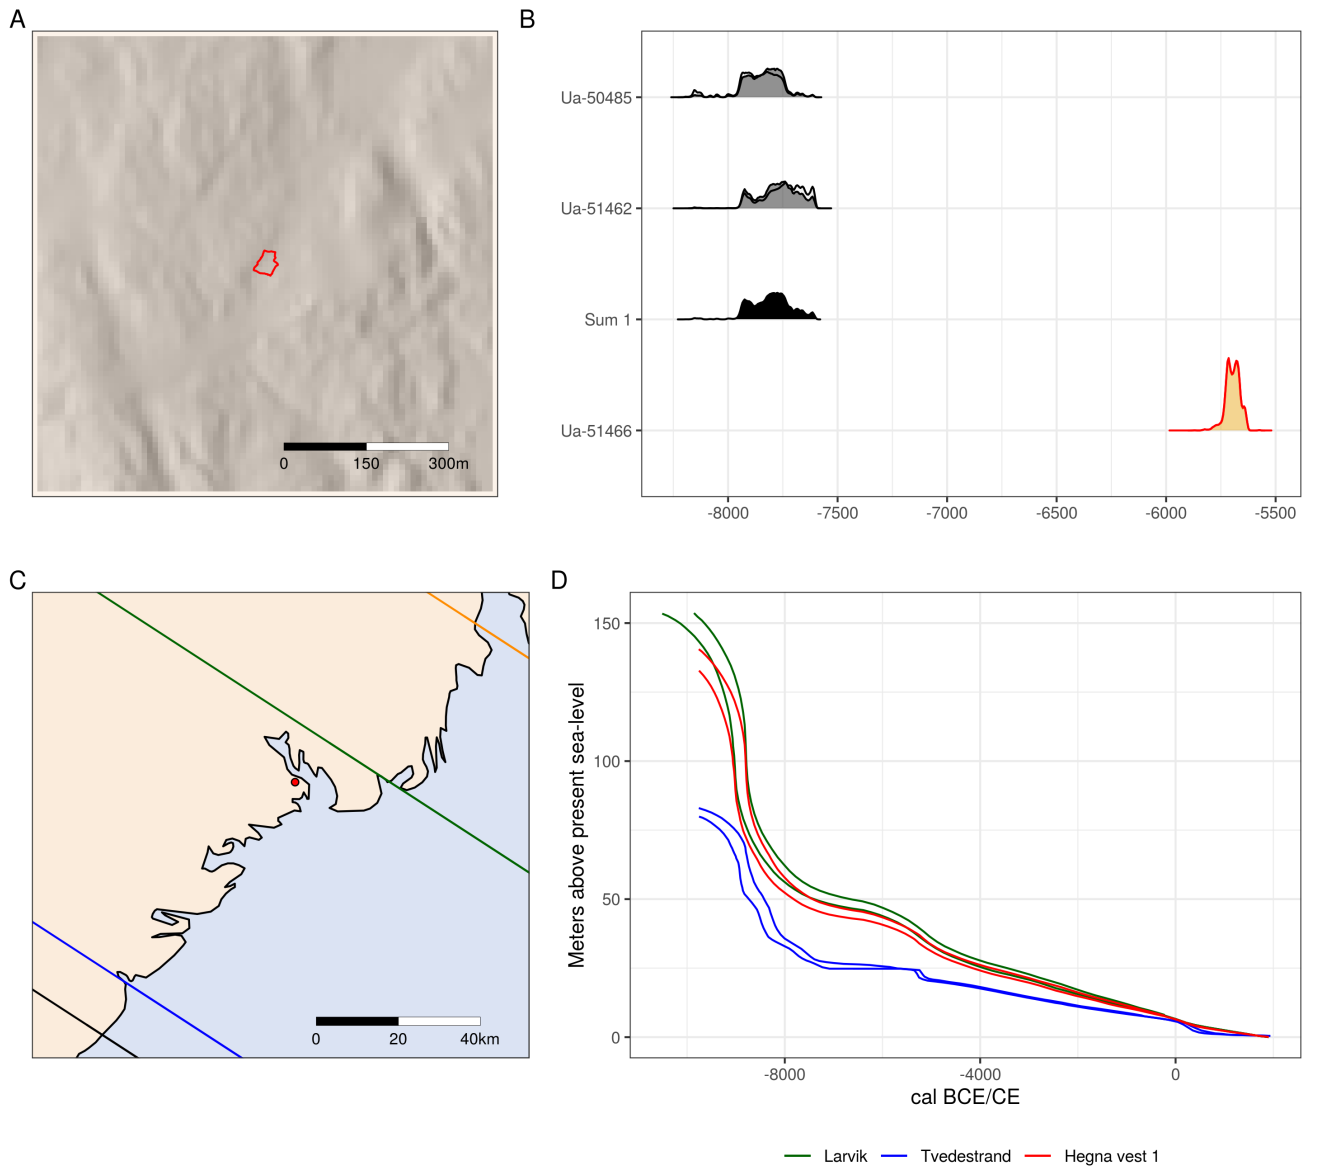 A
0
150
300m
B
Ua-50485
Ua-51462
Sum 1
Ua-51466
-8000
-7500
-7000
-6500
-6000
-5500
C
0
20
40km
D
Meters above present sea-level
150
100
50
0
-8000
-4000
0
cal BCE/CE
Larvik
Tvedestrand
Hegna vest 1